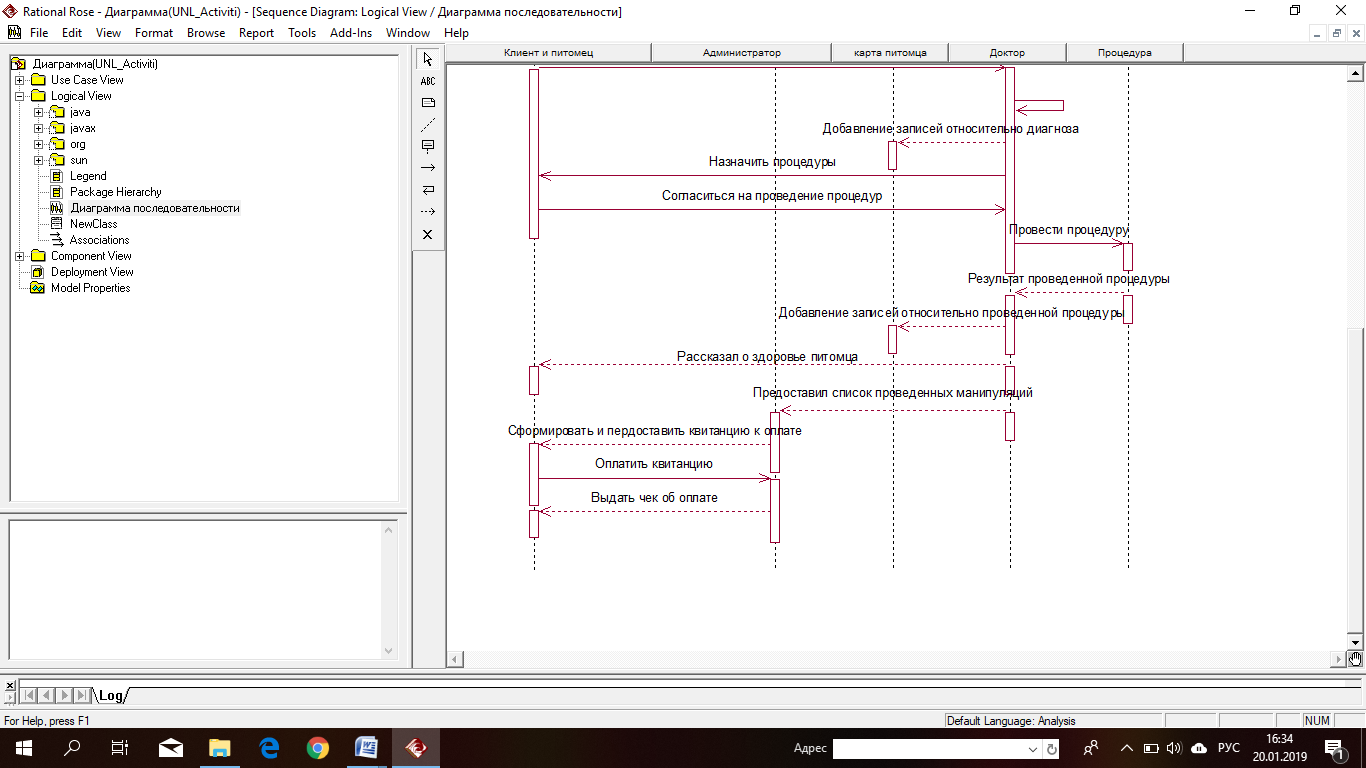 Rational Rose - Диаграмма(UNL_Activiti) - [Sequence Diagram: Logical View / Диаграмма последовательности]
File Edit View Format Browse Report Tools Add-Ins Window Help
Клиент и питомец Администратор карта питомца Доктор Процедура
Диаграмма(UNL_Activiti)
Use Case View
Logical View
java
javax
org
sun
Legend
Package Hierarchy
Диаграмма последовательности
NewClass
Associations
Component View
Deployment View
Model Properties
ABC
Добавление записей относительно диагноза
Назначить процедуры
Согласиться на проведение процедур
Провести процедуру
Результат проведенной процедуры
Добавление записей относительно проведенной процедуры
Рассказал о здоровье питомца
Предоставил список проведенных манипуляций
Сформировать и пердоставить квитанцию к оплате
Оплатить квитанцию
Выдать чек об оплате
Log
For Help, press F1
Default Language: Analysis
NUM
Адрес
РУС
16:34
20.01.2019
1